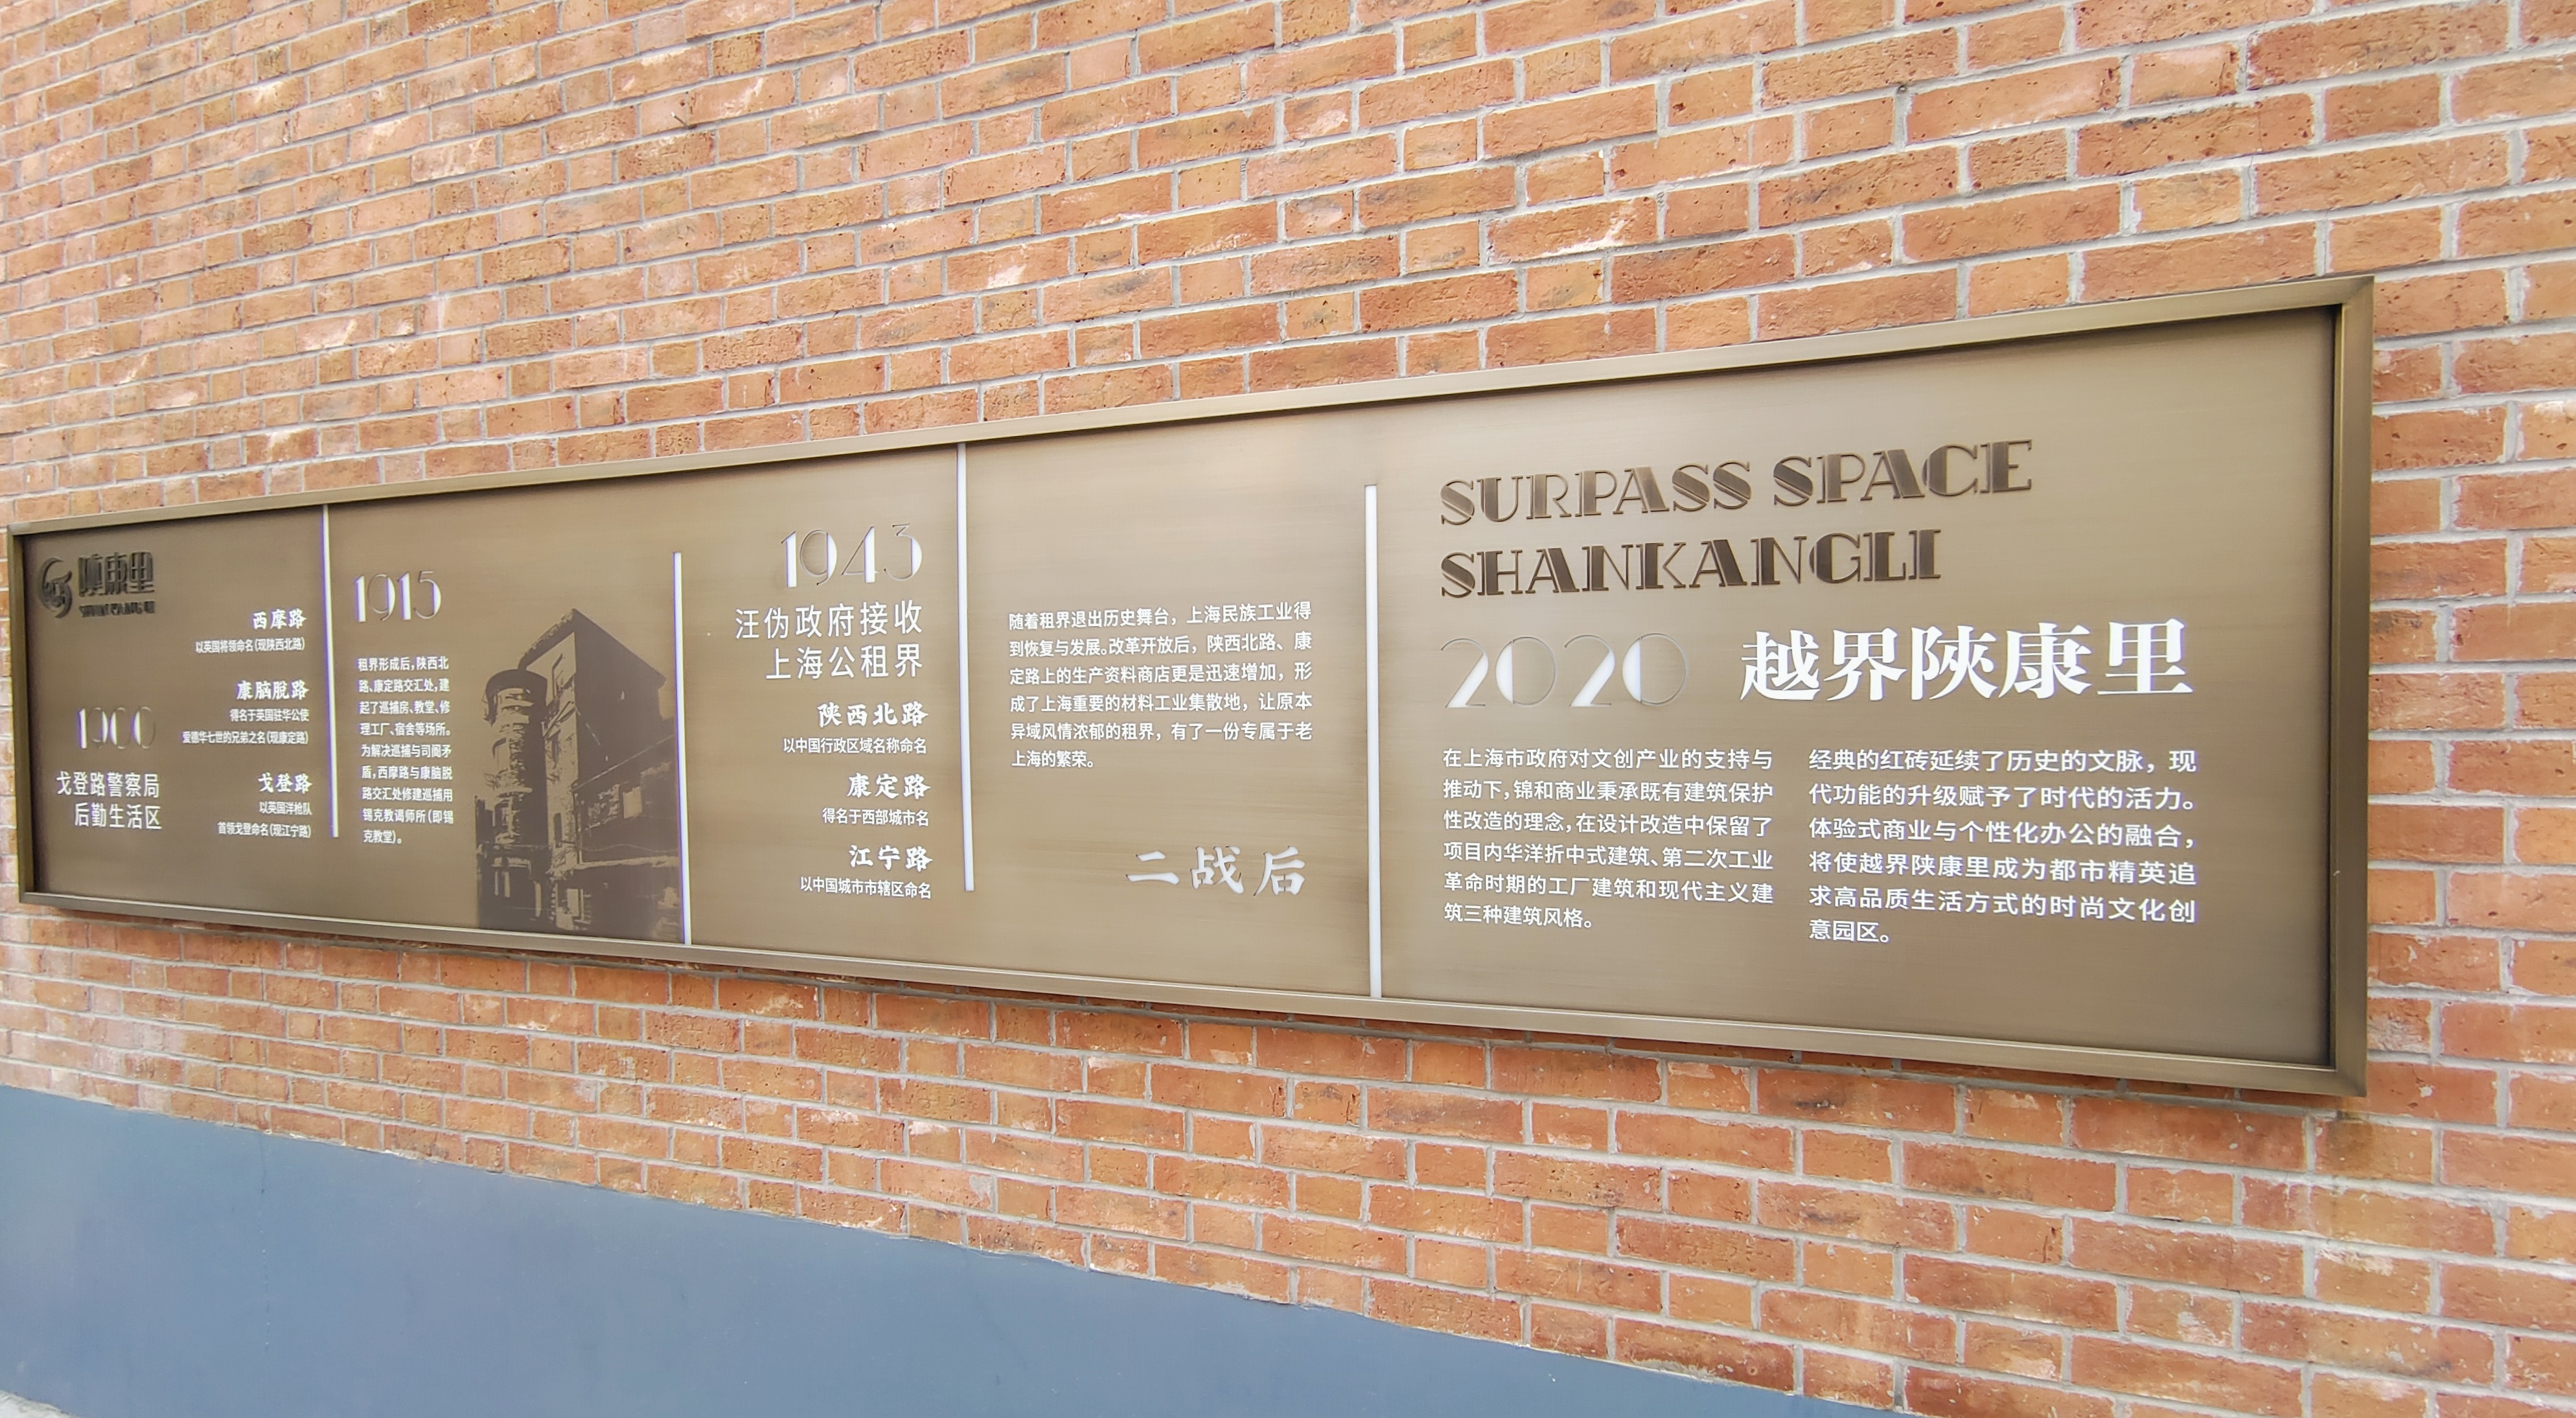 陝康里
SHANKANGLI
1900
戈登路警察局
后勤生活区
西摩路
以英国将领命名(现陕西北路)
康脑脱路
得名于英国驻华公使
爱德华七世的兄弟之名(现康定路)
戈登路
以英国洋枪队
首领戈登命名(现江宁路)
1915
租界形成后,陕西北
路、康定路交汇处,建
起了巡捕房、教堂、修
理工厂、宿舍等场所。
为解决巡捕与司阍矛
盾,西摩路与康脑脱
路交汇处修建巡捕用
锡克教谒师所(即锡
克教堂)。
1943
汪伪政府接收
上海公租界
陕西北路
以中国行政区域名称命名
康定路
得名于西部城市名
江宁路
以中国城市市辖区命名
随着租界退出历史舞台，上海民族工业得
到恢复与发展。改革开放后，陕西北路、康
定路上的生产资料商店更是迅速增加，形
成了上海重要的材料工业集散地，让原本
异域风情浓郁的租界，有了一份专属于老
上海的繁荣。
二战后
SURPASS SPACE
SHANKANGLI
2020 越界陝康里
在上海市政府对文创产业的支持与
推动下,锦和商业秉承既有建筑保护
性改造的理念,在设计改造中保留了
项目内华洋折中式建筑、第二次工业
革命时期的工厂建筑和现代主义建
筑三种建筑风格。
经典的红砖延续了历史的文脉，现
代功能的升级赋予了时代的活力。
体验式商业与个性化办公的融合，
将使越界陕康里成为都市精英追
求高品质生活方式的时尚文化创
意园区。